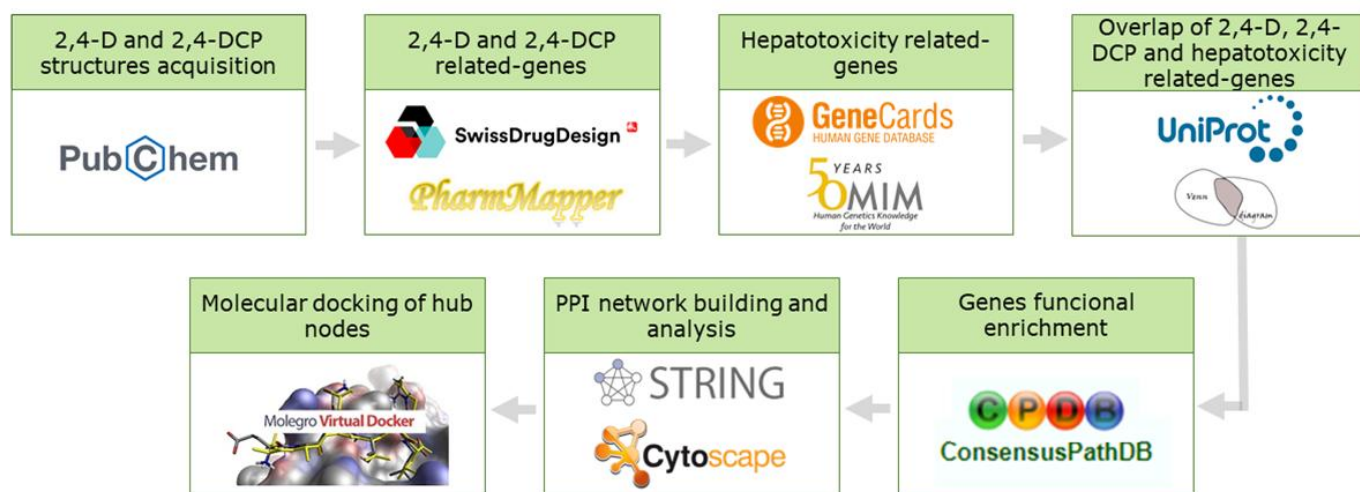 2,4-D and 2,4-DCP
structures acquisition
PubChem
2,4-D and 2,4-DCP
related-genes
SwissDrugDesign
PharmMapper
Hepatotoxicity related-
genes
GeneCards
HUMAN GENE DATABASE
50 YEARS
OMIM
Human Genetics Knowledge
for the World
Overlap of 2,4-D, 2,4-
DCP and hepatotoxicity
related-genes
UniProt
Venn
diagram
Genes funcional
enrichment
CPDB
ConsensusPathDB
PPI network building and
analysis
STRING
Cytoscape
Molecular docking of hub
nodes
Molegro Virtual Docker